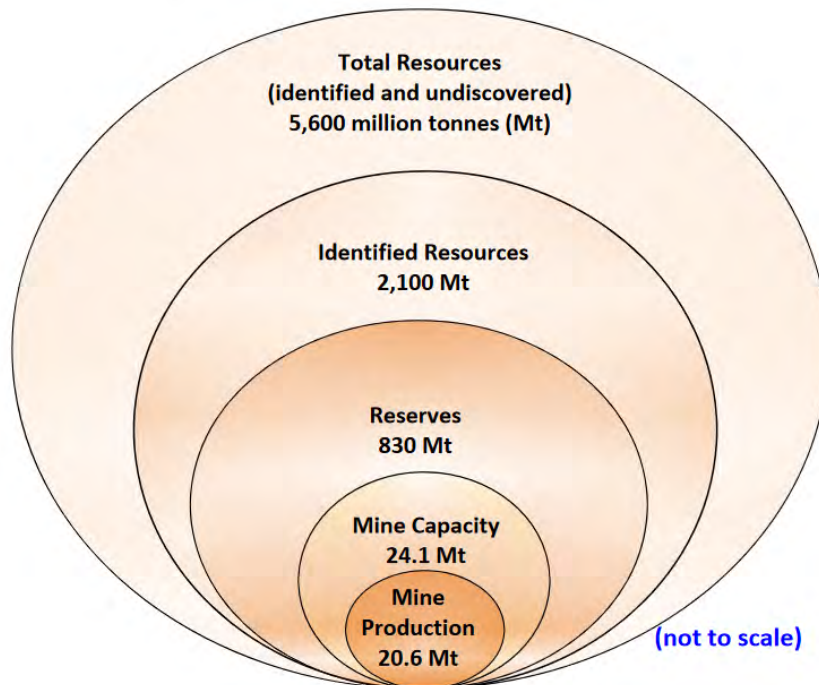 Total Resources
(identified and undiscovered)
5,600 million tonnes (Mt)
Identified Resources
2,100 Mt
Reserves
830 Mt
Mine Capacity
24.1 Mt
Mine
Production
20.6 Mt
(not to scale)